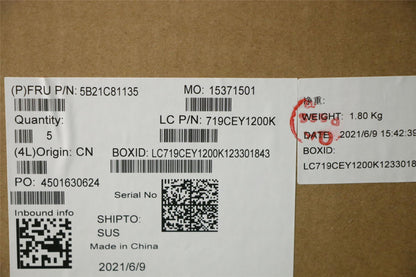 (P)FRU P/N: 5B21C81135
MO: 15371501
Quantity:
5
LC P/N: 719CEY1200K
(4L)Origin: CN
BOXID: LC719CEY1200K123301843
PO: 4501630624
Serial No
Inbound info
SHIPTO:
SUS
Made in China
2021/6/9
重:
WEIGHT: 1.80 Kg
DATE: 2021/6/9 15:42:39
BOXID:
LC719CEY1200K1233018